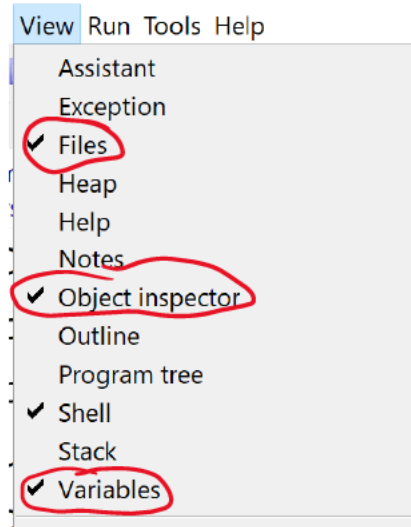 View Run Tools Help
Assistant
Exception
✓ Files
Heap
Help
Notes
✓ Object inspector
Outline
Program tree
✓ Shell
Stack
✓ Variables